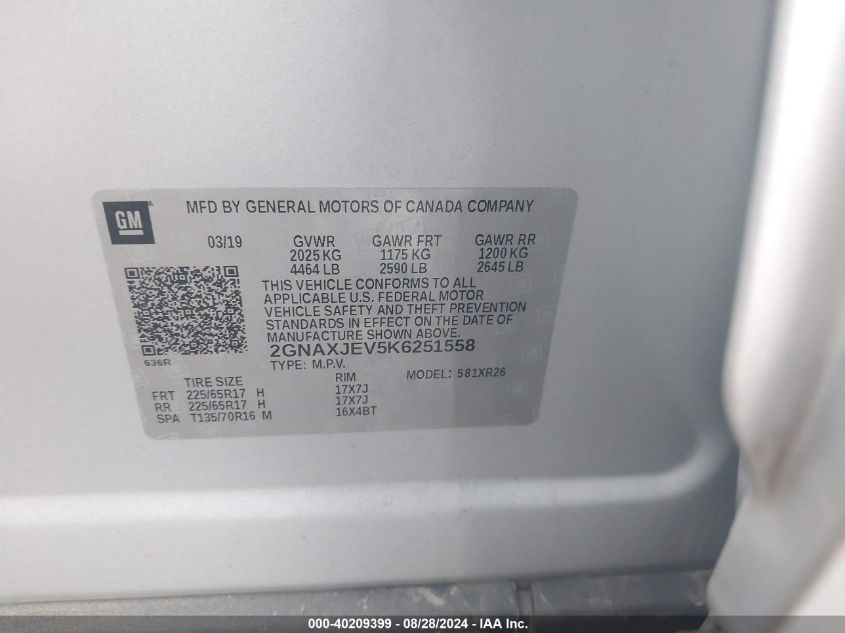 GM
MFD BY GENERAL MOTORS OF CANADA COMPANY
03/19 GVWR GAWR FRT GAWR RR
2025 KG 1175 KG 1200 KG
4464 LB 2590 LB 2645 LB
THIS VEHICLE CONFORMS TO ALL
APPLICABLE U.S. FEDERAL MOTOR
VEHICLE SAFETY AND THEFT PREVENTION
STANDARDS IN EFFECT ON THE DATE OF
MANUFACTURE SHOWN ABOVE.
636R
2GNAXJEV5K6251558
TYPE: M.P.V. MODEL: 581XR26
TIRE SIZE RIM
FRT 225/65R17 H 17X7J
RR 225/65R17 H 17X7J
SPA T135/70R16 M 16X4BT
000-40209399 - 08/28/2024 - IAA Inc.